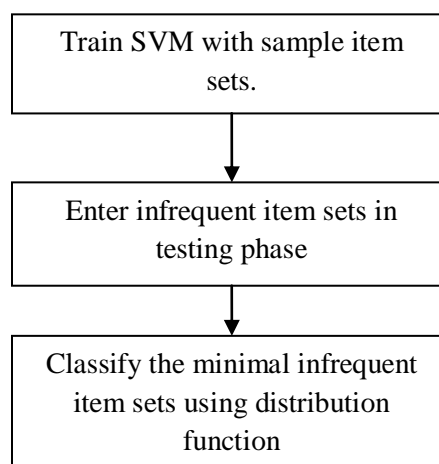 Train SVM with sample item
sets.
Enter infrequent item sets in
testing phase
Classify the minimal infrequent
item sets using distribution
function